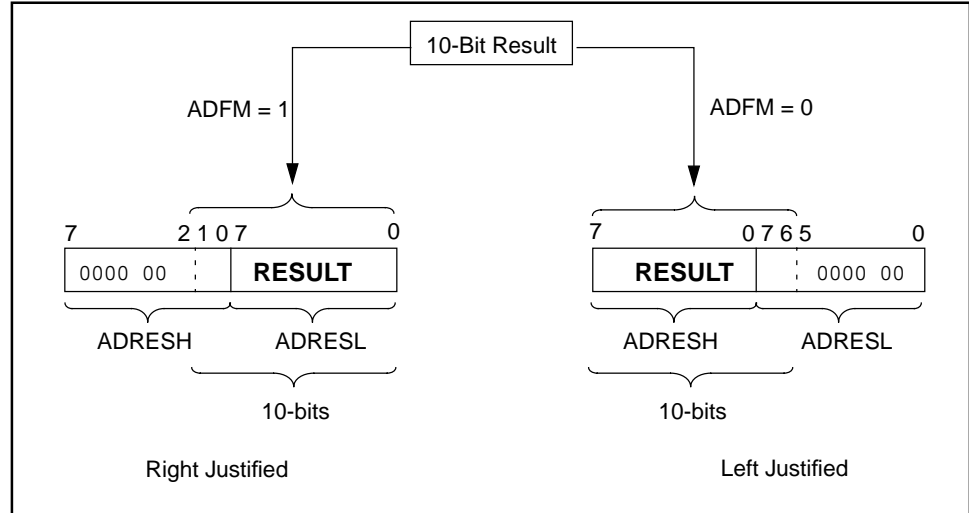 10-Bit Result
ADFM = 1
ADFM = 0
7 2 1 0 7 0
7 0 7 6 5 0
0000 00 RESULT
RESULT 0000 00
ADRESH ADRESL
ADRESH ADRESL
10-bits
10-bits
Right Justified
Left Justified